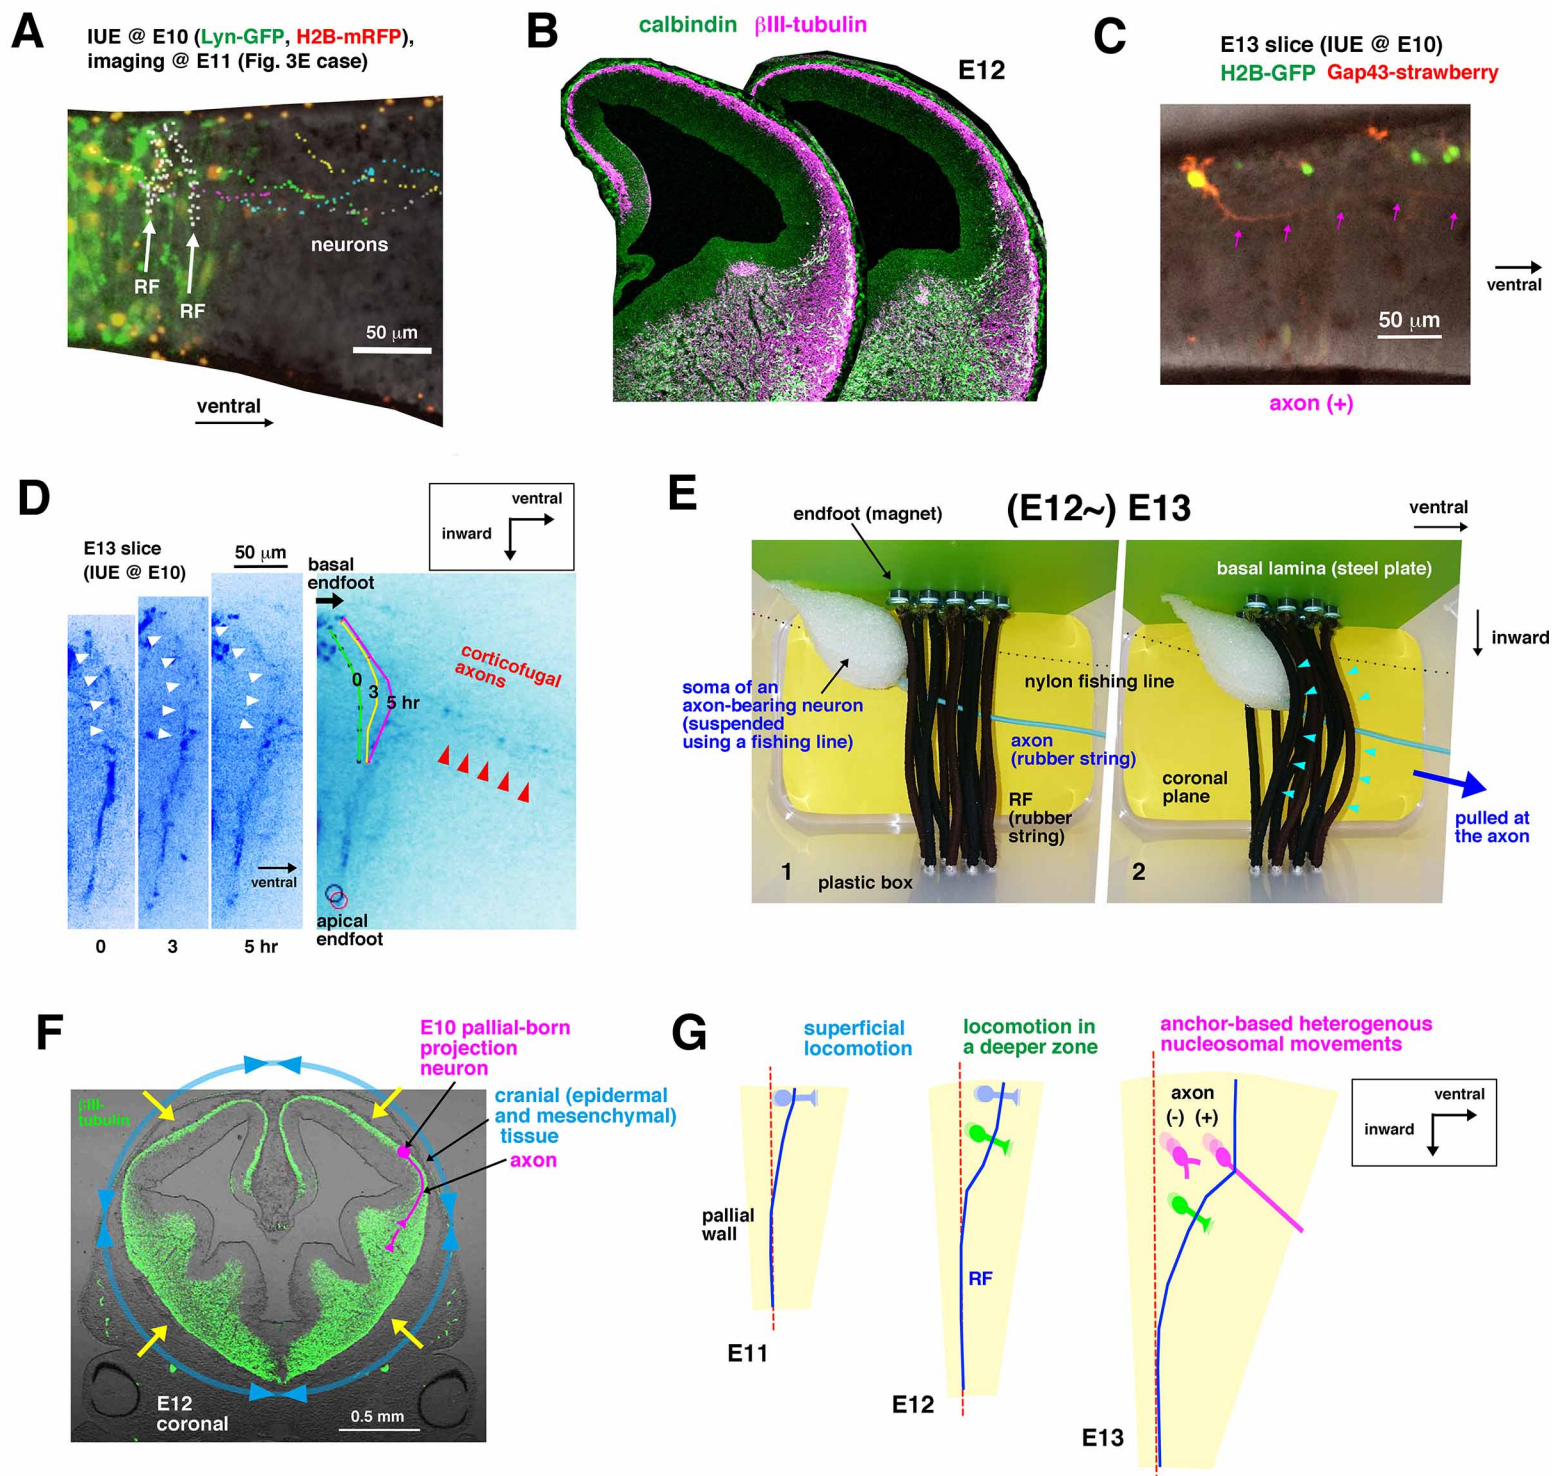 A
IUE @ E10 (Lyn-GFP, H2B-mRFP),
imaging @ E11 (Fig. 3E case)
neurons
RF
RF
50 μm
ventral
B
calbindin βIII-tubulin
E12
C
E13 slice (IUE @ E10)
H2B-GFP Gap43-strawberry
ventral
50 μm
axon (+)
D
E13 slice
(IUE @ E10)
50 μm
ventral
inward
basal
endfoot
0
3
5 hr
corticofugal
axons
ventral
apical
endfoot
0
3
5 hr
E
(E12~) E13
ventral
endfoot (magnet)
basal lamina (steel plate)
inward
nylon fishing line
soma of an
axon-bearing neuron
(suspended
using a fishing line)
axon
(rubber string)
RF
(rubber
string)
coronal
plane
pulled at
the axon
1
plastic box
2
F
E10 pallial-born
projection
neuron
cranial (epidermal
and mesenchymal)
tissue
axon
βIII-
tubulin
E12
coronal
0.5 mm
G
superficial
locomotion
locomotion in
a deeper zone
anchor-based heterogenous
nucleosomal movements
axon
(-) (+)
ventral
inward
pallial
wall
RF
E11
E12
E13